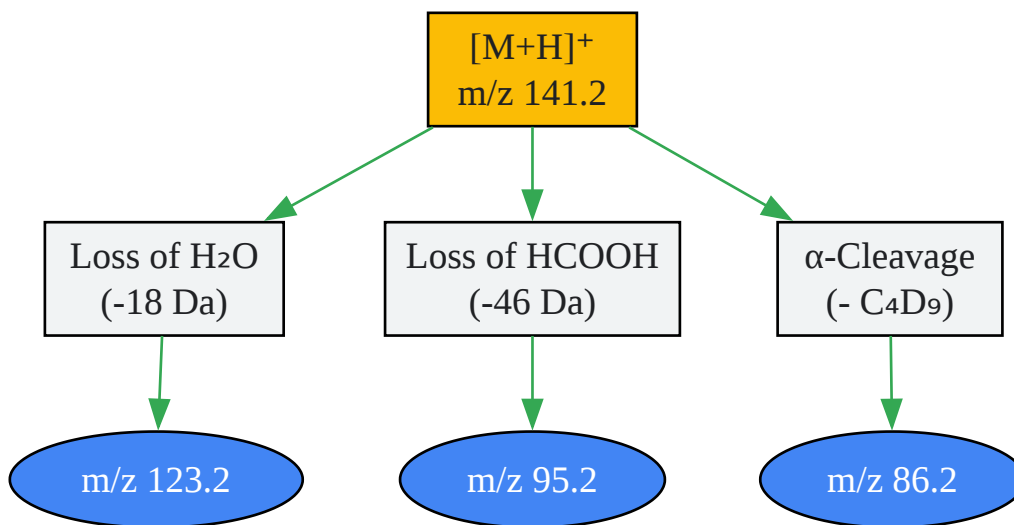 [M+H]⁺
m/z 141.2
Loss of H₂O
(-18 Da)
Loss of HCOOH
(-46 Da)
α-Cleavage
(- C₄D₉)
m/z 123.2
m/z 95.2
m/z 86.2